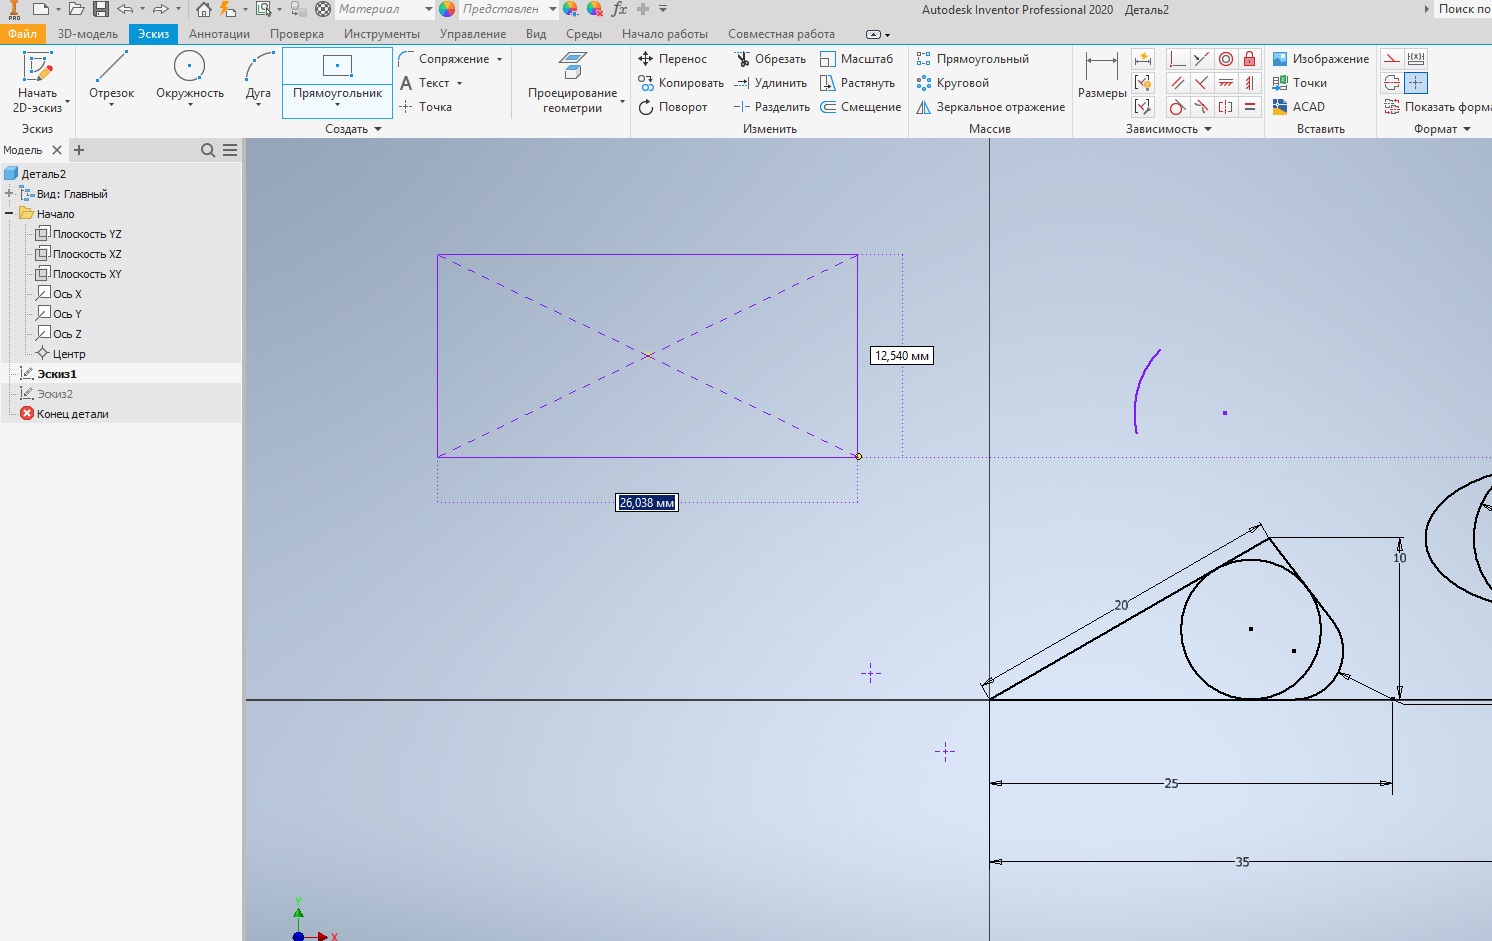 PRO
Материал
Представлен
fx
Autodesk Inventor Professional 2020 Деталь2
Поиск по
Файл 3D-модель Эскиз Аннотации Проверка Инструменты Управление Вид Среды Начало работы Совместная работа
Начать
2D-эскиз
Отрезок
Окружность
Дуга
Прямоугольник
Сопряжение
Текст
Точка
Проецирование
геометрии
Перенос
Копировать
Поворот
Обрезать
Удлинить
Разделить
Масштаб
Растянуть
Смещение
Прямоугольный
Круговой
Зеркальное отражение
Размеры
Изображение
Точки
ACAD
Показать форма
Эскиз
Создать
Изменить
Массив
Зависимость
Вставить
Формат
Модель
Деталь2
Вид: Главный
Начало
Плоскость YZ
Плоскость XZ
Плоскость XY
Ось X
Ось Y
Ось Z
Центр
Эскиз1
Эскиз2
Конец детали
12,540 мм
26,038 мм
10
20
25
35
Y
X